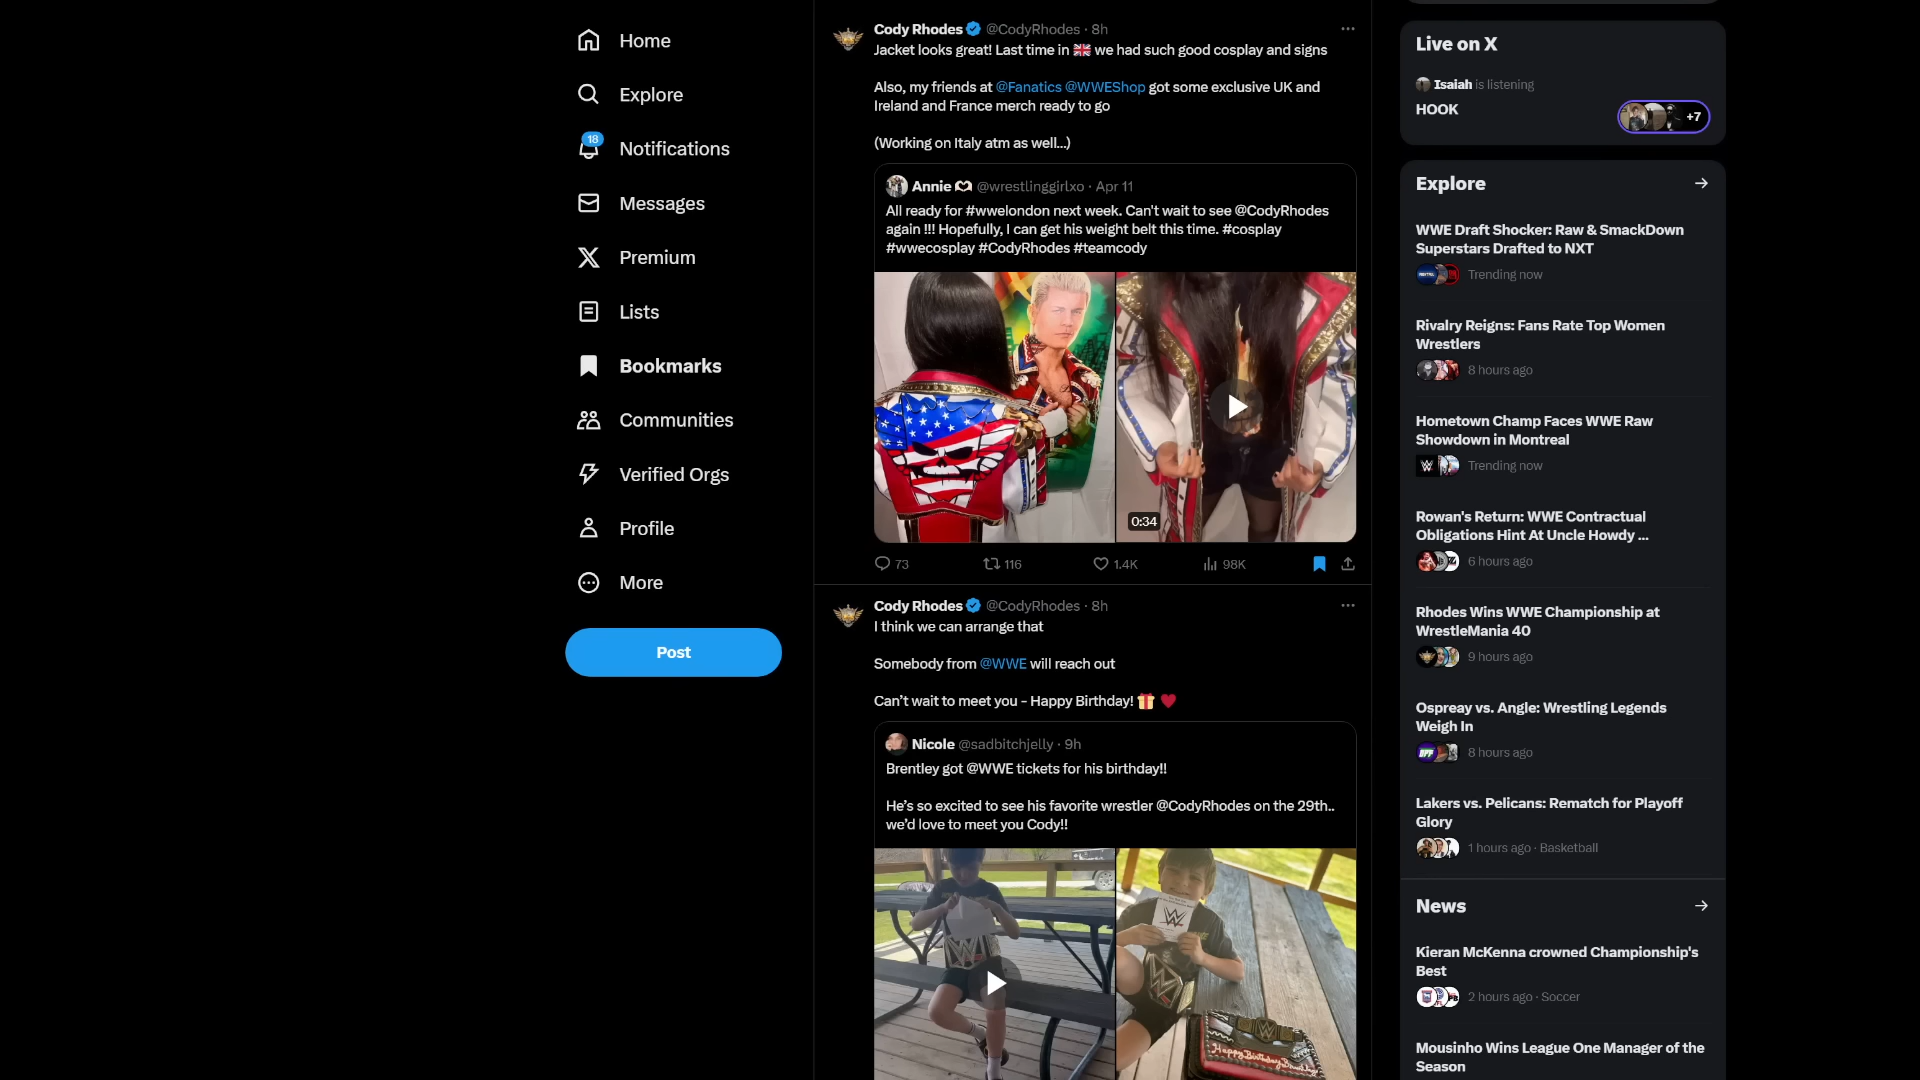 Home
Explore
18
Notifications
Messages
Premium
Lists
Bookmarks
Communities
Verified Orgs
Profile
More
Post
Cody Rhodes @CodyRhodes · 8h
Jacket looks great! Last time in 🇬🇧 we had such good cosplay and signs
Also, my friends at @Fanatics @WWEShop got some exclusive UK and
Ireland and France merch ready to go
(Working on Italy atm as well...)
Annie 🫶 @wrestlinggirlxo · Apr 11
All ready for #wwelondon next week. Can't wait to see @CodyRhodes
again !!! Hopefully, I can get his weight belt this time. #cosplay
#wwecosplay #CodyRhodes #teamcody
0:34
73 116 1.4K 98K
Cody Rhodes @CodyRhodes · 8h
I think we can arrange that
Somebody from @WWE will reach out
Can't wait to meet you - Happy Birthday! 🎁 ❤️
Nicole @sadbitchjelly · 9h
Brentley got @WWE tickets for his birthday!!
He's so excited to see his favorite wrestler @CodyRhodes on the 29th..
we'd love to meet you Cody!!
Happy Birthday
Live on X
Isaiah is listening
HOOK
+7
Explore
WWE Draft Shocker: Raw & SmackDown
Superstars Drafted to NXT
Trending now
Rivalry Reigns: Fans Rate Top Women
Wrestlers
8 hours ago
Hometown Champ Faces WWE Raw
Showdown in Montreal
Trending now
Rowan's Return: WWE Contractual
Obligations Hint At Uncle Howdy ...
6 hours ago
Rhodes Wins WWE Championship at
WrestleMania 40
9 hours ago
Ospreay vs. Angle: Wrestling Legends
Weigh In
8 hours ago
Lakers vs. Pelicans: Rematch for Playoff
Glory
1 hours ago · Basketball
News
Kieran McKenna crowned Championship's
Best
2 hours ago · Soccer
Mousinho Wins League One Manager of the
Season